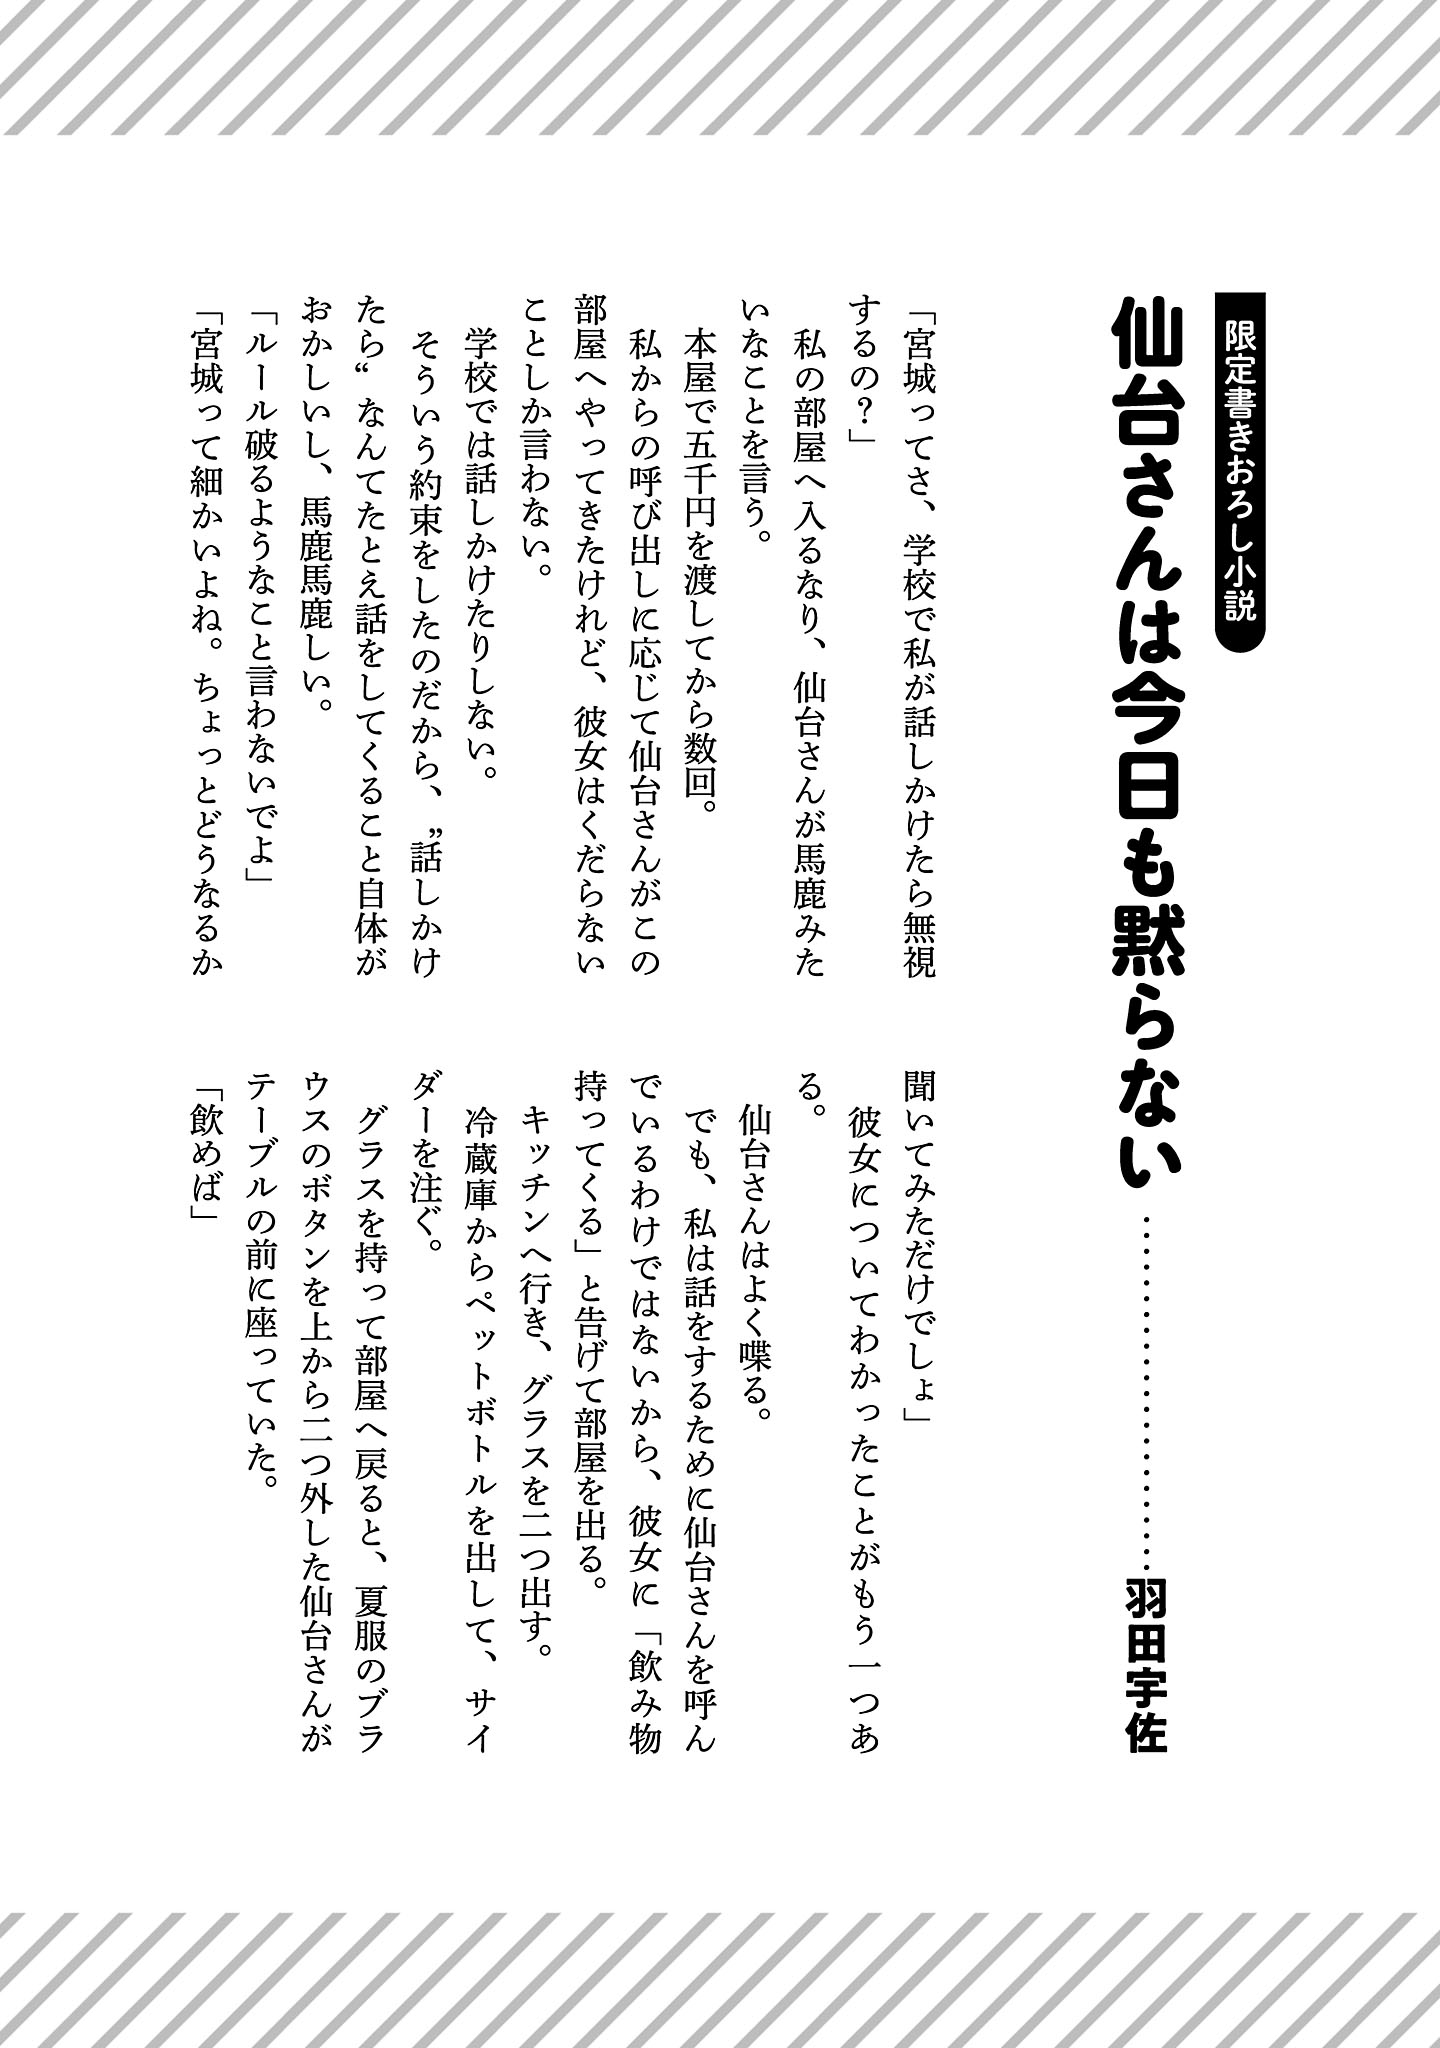 限定書きおろし小説
仙台さんは今日も黙らない……………………羽田宇佐
「宮城ってさ、学校で私が話しかけたら無視
するの？」
　私の部屋へ入るなり、仙台さんが馬鹿みた
いなことを言う。
　本屋で五千円を渡してから数回。
　私からの呼び出しに応じて仙台さんがこの
部屋へやってきたけれど、彼女はくだらない
ことしか言わない。
　学校では話しかけたりしない。
　そういう約束をしたのだから、〝話しかけ
たら〟なんてたとえ話をしてくること自体が
おかしいし、馬鹿馬鹿しい。
「ルール破るようなこと言わないでよ」
「宮城って細かいよね。ちょっとどうなるか
聞いてみただけでしょ」
　彼女についてわかったことがもう一つあ
る。
　仙台さんはよく喋る。
　でも、私は話をするために仙台さんを呼ん
でいるわけではないから、彼女に「飲み物
持ってくる」と告げて部屋を出る。
　キッチンへ行き、グラスを二つ出す。
　冷蔵庫からペットボトルを出して、サイ
ダーを注ぐ。
　グラスを持って部屋へ戻ると、夏服のブラ
ウスのボタンを上から二つ外した仙台さんが
テーブルの前に座っていた。
「飲めば」